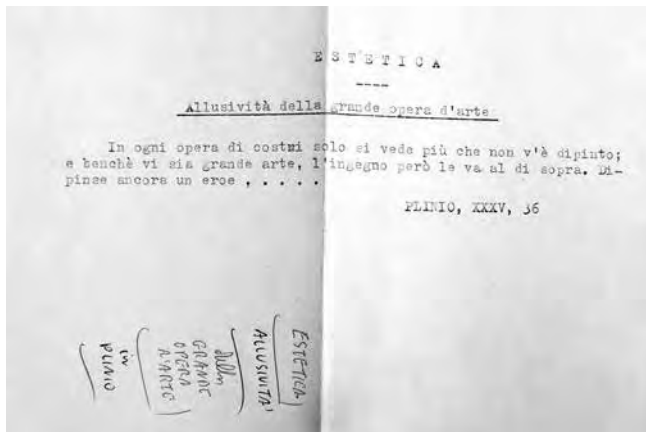 ESTETICA
----
Allusività della grande opera d'arte
In ogni opera di costui solo si vede più che non v'è dipinto;
e benchè vi sia grande arte, l'ingegno però le va al di sopra. Di-
pinse ancora un eroe , . . . . .
PLINIO, XXXV, 36
ESTETICA
ALLUSIVITA'
della
GRANDE
OPERA
D'ARTE
in
PLINIO